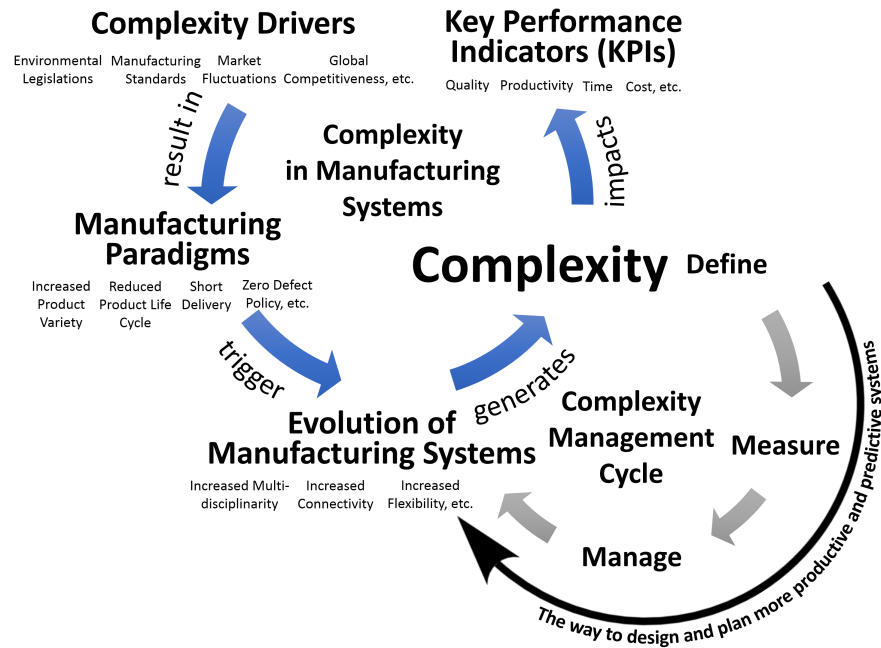 Complexity Drivers
Environmental
Legislations
Manufacturing
Standards
Market
Fluctuations
Global
Competitiveness, etc.
Key Performance
Indicators (KPIs)
Quality
Productivity
Time
Cost, etc.
result in
Complexity
in Manufacturing
Systems
impacts
Manufacturing
Paradigms
Increased
Product
Variety
Reduced
Product Life
Cycle
Short
Delivery
Zero Defect
Policy, etc.
Complexity
Define
trigger
generates
Evolution of
Manufacturing Systems
Increased Multi-
disciplinarity
Increased
Connectivity
Increased
Flexibility, etc.
Complexity
Management
Cycle
Measure
Manage
The way to design and plan more productive and predictive systems